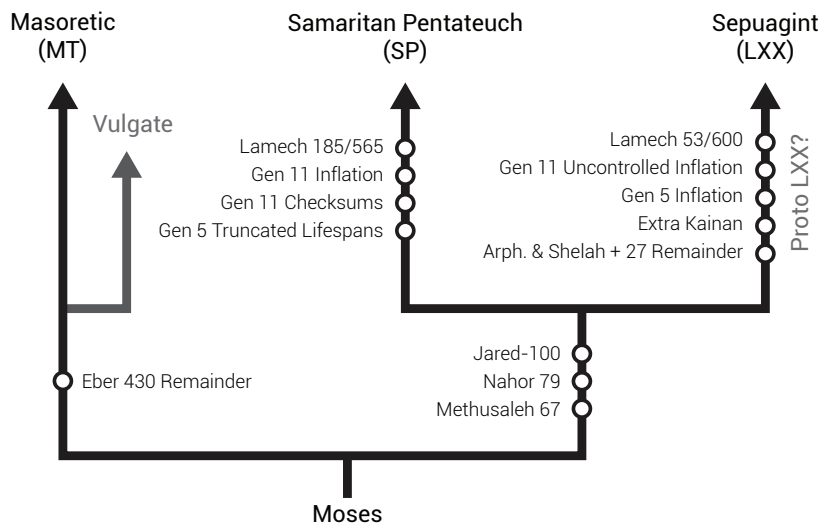 Masoretic
(MT)
Samaritan Pentateuch
(SP)
Sepuagint
(LXX)
Vulgate
Lamech 185/565
Gen 11 Inflation
Gen 11 Checksums
Gen 5 Truncated Lifespans
Lamech 53/600
Gen 11 Uncontrolled Inflation
Gen 5 Inflation
Extra Kainan
Arph. & Shelah + 27 Remainder
Proto LXX?
Eber 430 Remainder
Jared-100
Nahor 79
Methusaleh 67
Moses